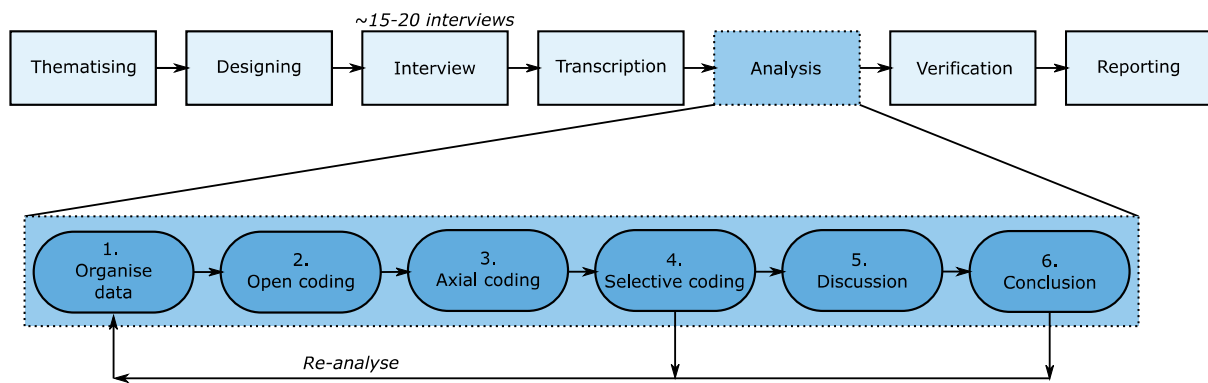 ~15-20 interviews
Thematising
Designing
Interview
Transcription
Analysis
Verification
Reporting
1.
Organise
data
2.
Open coding
3.
Axial coding
4.
Selective coding
5.
Discussion
6.
Conclusion
Re-analyse